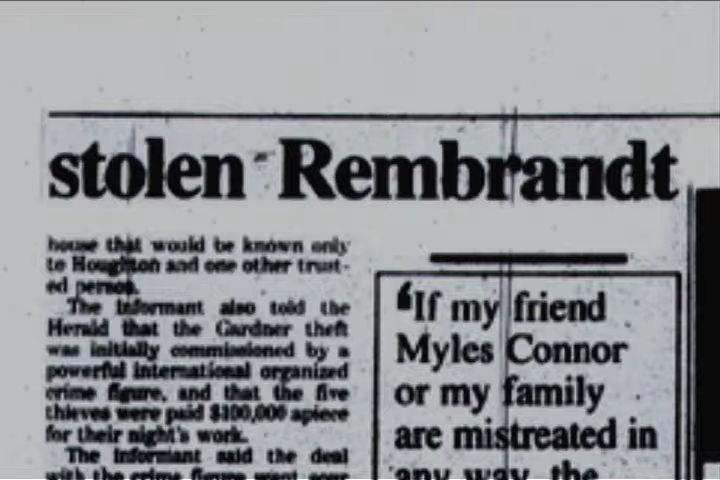 stolen Rembrandt
house that would be known only
to Houghton and one other trust-
ed person.
The informant also told the
Herald that the Gardner theft
was initially commissioned by a
powerful international organized
crime figure, and that the five
thieves were paid $100,000 apiece
for their night's work.
The informant said the deal
with the crime figure went sour
‘If my friend
Myles Connor
or my family
are mistreated in
any way, the